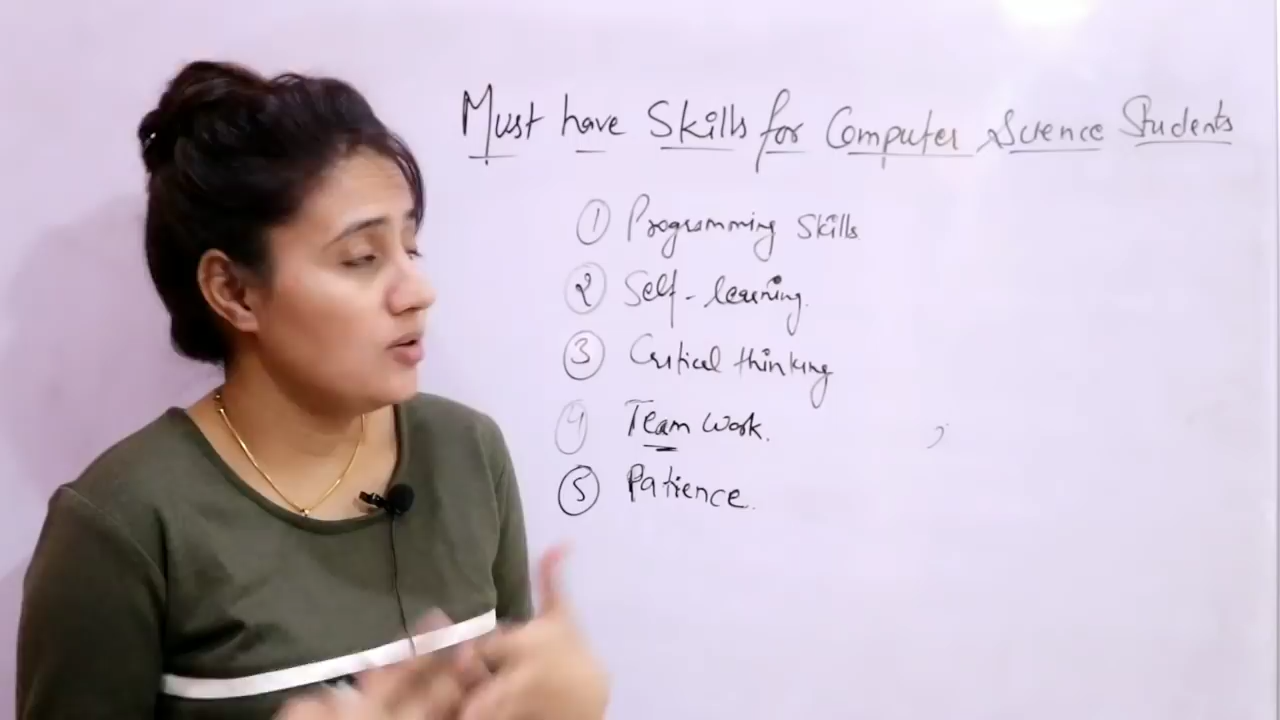 Must have Skills for Computer Science Students
① Programming Skills.
② Self-learning.
③ Critical thinking
④ Team Work.
⑤ Patience.